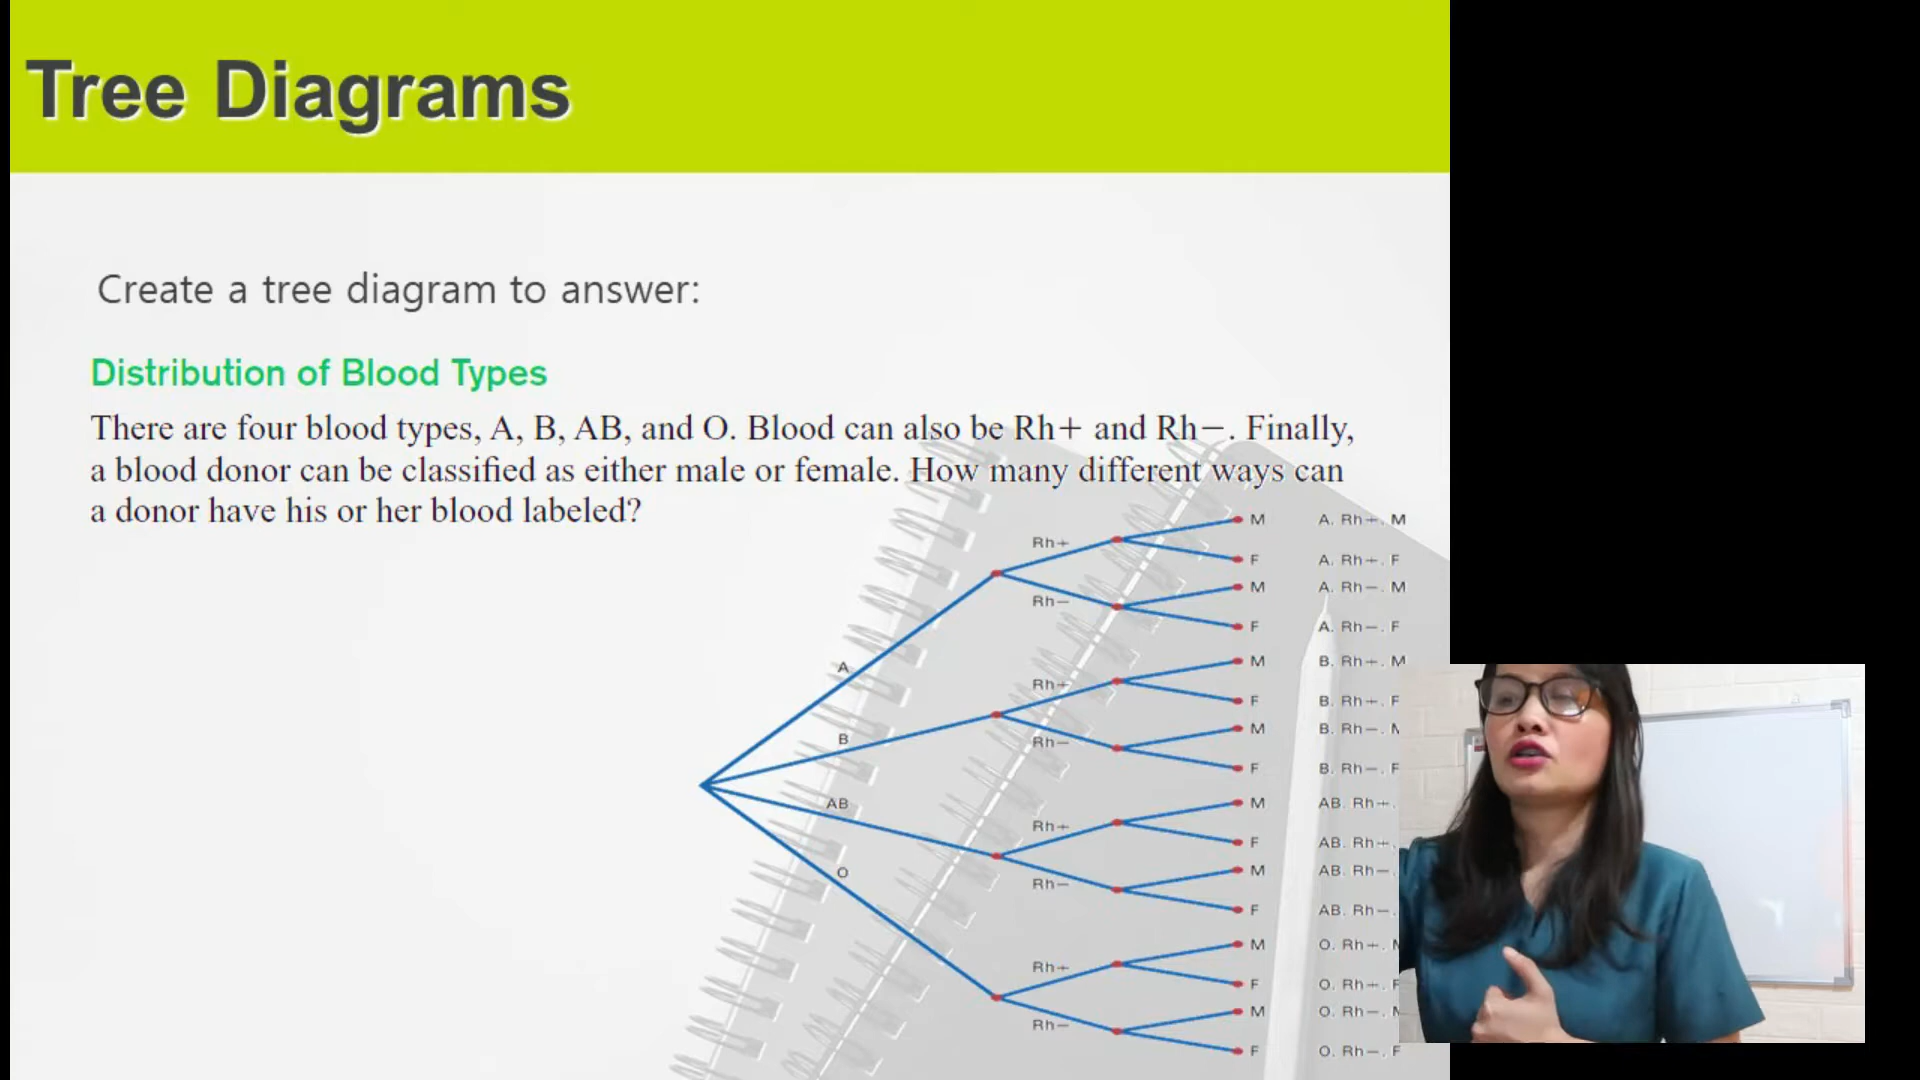 Tree Diagrams
Create a tree diagram to answer:
Distribution of Blood Types
There are four blood types, A, B, AB, and O. Blood can also be Rh+ and Rh−. Finally,
a blood donor can be classified as either male or female. How many different ways can
a donor have his or her blood labeled?
A
B
AB
O
Rh+
Rh−
Rh+
Rh−
Rh+
Rh−
Rh+
Rh−
M A. Rh+. M
F A. Rh+. F
M A. Rh−. M
F A. Rh−. F
M B. Rh+. M
F B. Rh+. F
M B. Rh−.
F B. Rh−. F
M AB. Rh+.
F AB. Rh+.
M AB. Rh−.
F AB. Rh−.
M O. Rh+.
F O. Rh+. F
M O. Rh−.
F O. Rh−. F